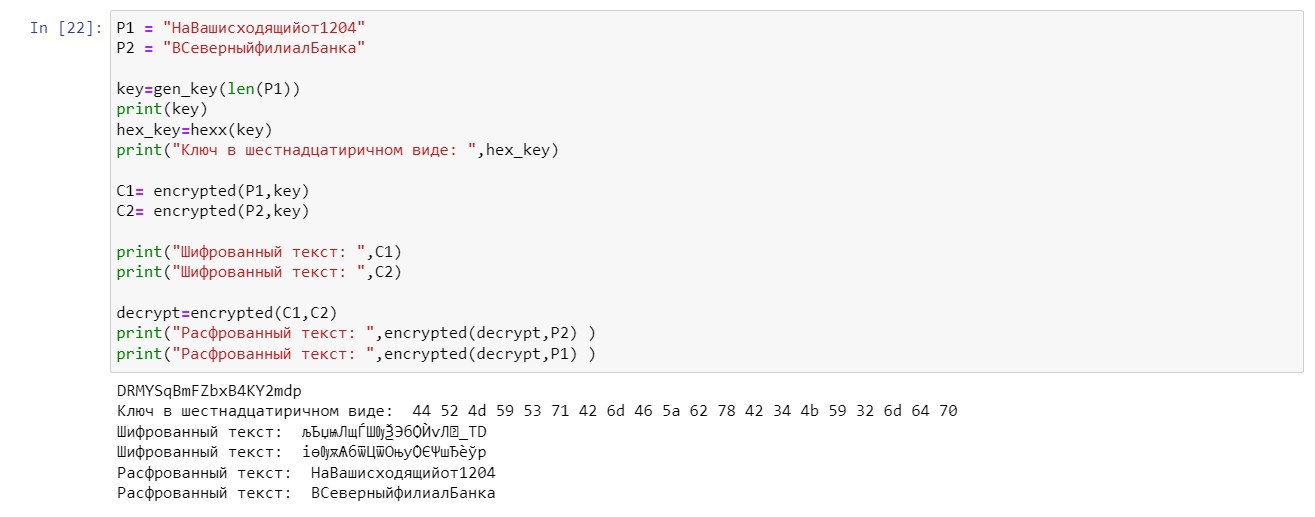 In [22]: P1 = "НаВашисходящийот1204"
P2 = "ВСеверныйфилиалБанка"
key=gen_key(len(P1))
print(key)
hex_key=hexx(key)
print("Ключ в шестнадцатиричном виде: ",hex_key)
C1= encrypted(P1,key)
C2= encrypted(P2,key)
print("Шифрованный текст: ",C1)
print("Шифрованный текст: ",C2)
decrypt=encrypted(C1,C2)
print("Расфрованный текст: ",encrypted(decrypt,P2) )
print("Расфрованный текст: ",encrypted(decrypt,P1) )
DRMYSqBmFZbxB4KY2mdp
Ключ в шестнадцатиричном виде:  44 52 4d 59 53 71 42 6d 46 5a 62 78 42 34 4b 59 32 6d 64 70
Шифрованный текст:
Шифрованный текст:
Расфрованный текст:  НаВашисходящийот1204
Расфрованный текст:  ВСеверныйфилиалБанка